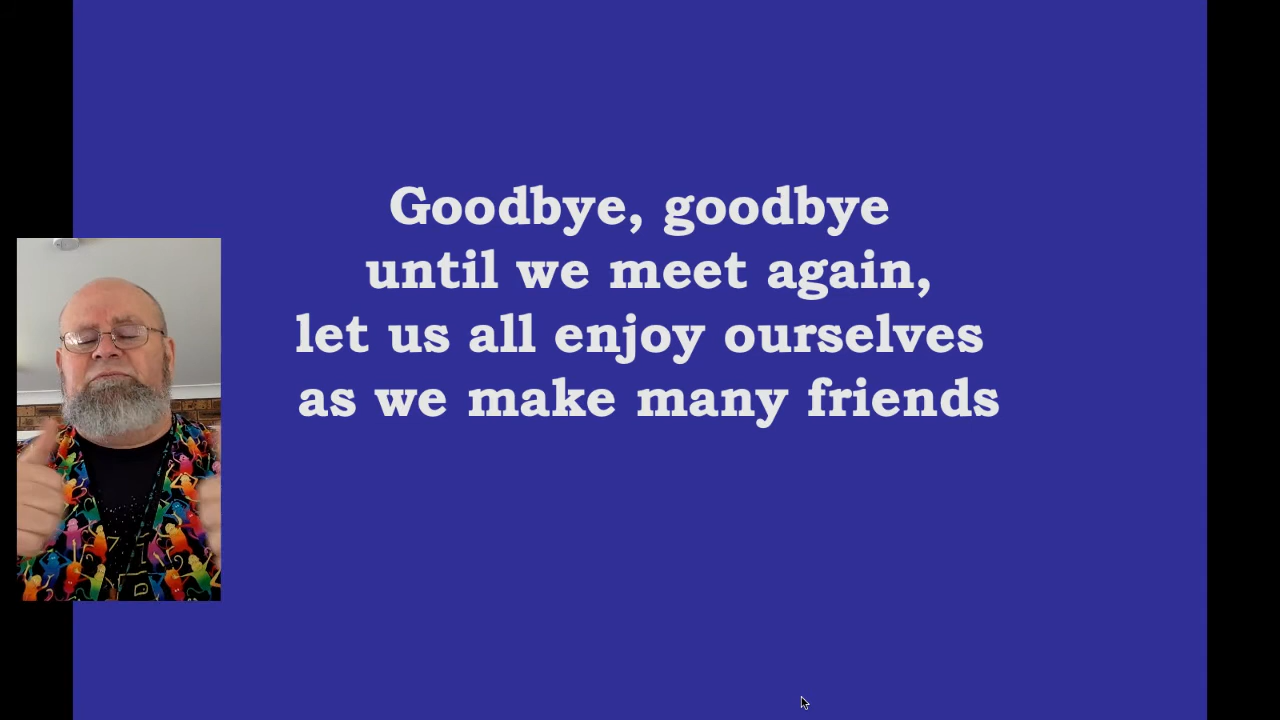 Goodbye, goodbye
until we meet again,
let us all enjoy ourselves
as we make many friends